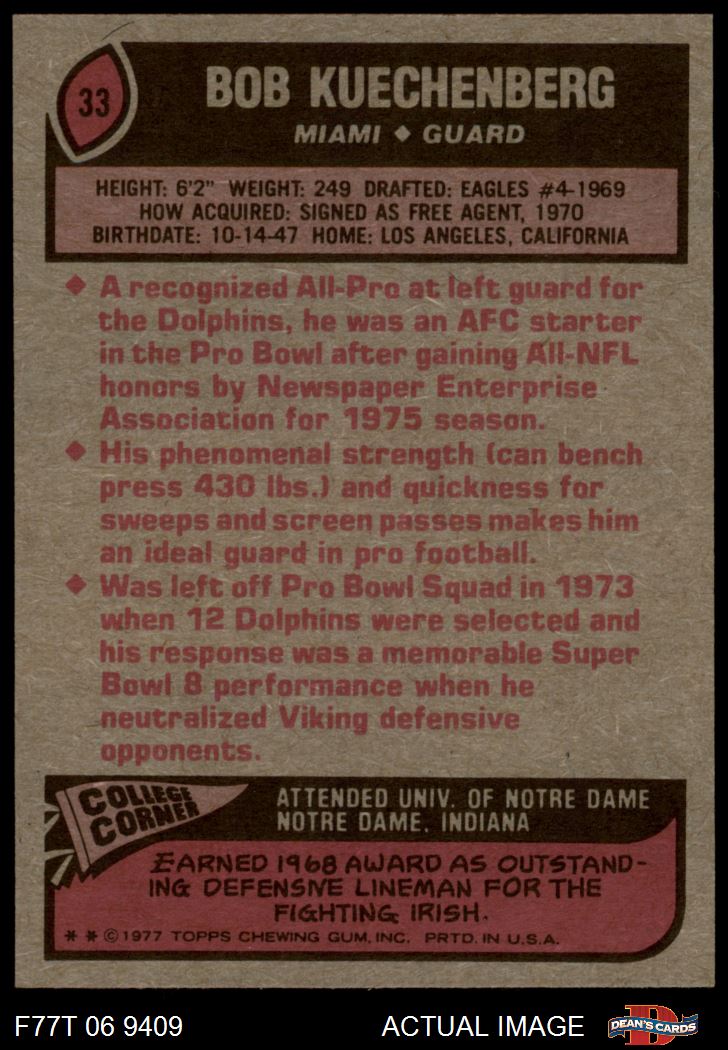 33
BOB KUECHENBERG
MIAMI ◆ GUARD
HEIGHT: 6'2" WEIGHT: 249 DRAFTED: EAGLES #4-1969
HOW ACQUIRED: SIGNED AS FREE AGENT, 1970
BIRTHDATE: 10-14-47 HOME: LOS ANGELES, CALIFORNIA
◆ A recognized All-Pro at left guard for
the Dolphins, he was an AFC starter
in the Pro Bowl after gaining All-NFL
honors by Newspaper Enterprise
Association for 1975 season.
◆ His phenomenal strength (can bench
press 430 lbs.) and quickness for
sweeps and screen passes makes him
an ideal guard in pro football.
◆ Was left off Pro Bowl Squad in 1973
when 12 Dolphins were selected and
his response was a memorable Super
Bowl 8 performance when he
neutralized Viking defensive
opponents.
COLLEGE
CORNER
ATTENDED UNIV. OF NOTRE DAME
NOTRE DAME, INDIANA
EARNED 1968 AWARD AS OUTSTAND-
ING DEFENSIVE LINEMAN FOR THE
FIGHTING IRISH.
* * © 1977 TOPPS CHEWING GUM, INC. PRTD. IN U.S.A.
F77T 06 9409
ACTUAL IMAGE
D
DEAN'S CARDS